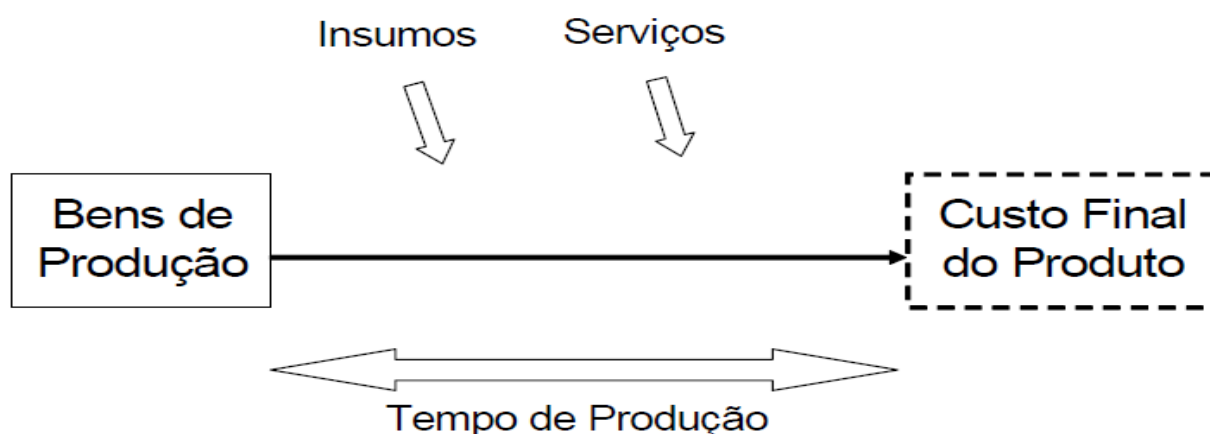 Insumos
Serviços
Bens de
Produção
Custo Final
do Produto
Tempo de Produção